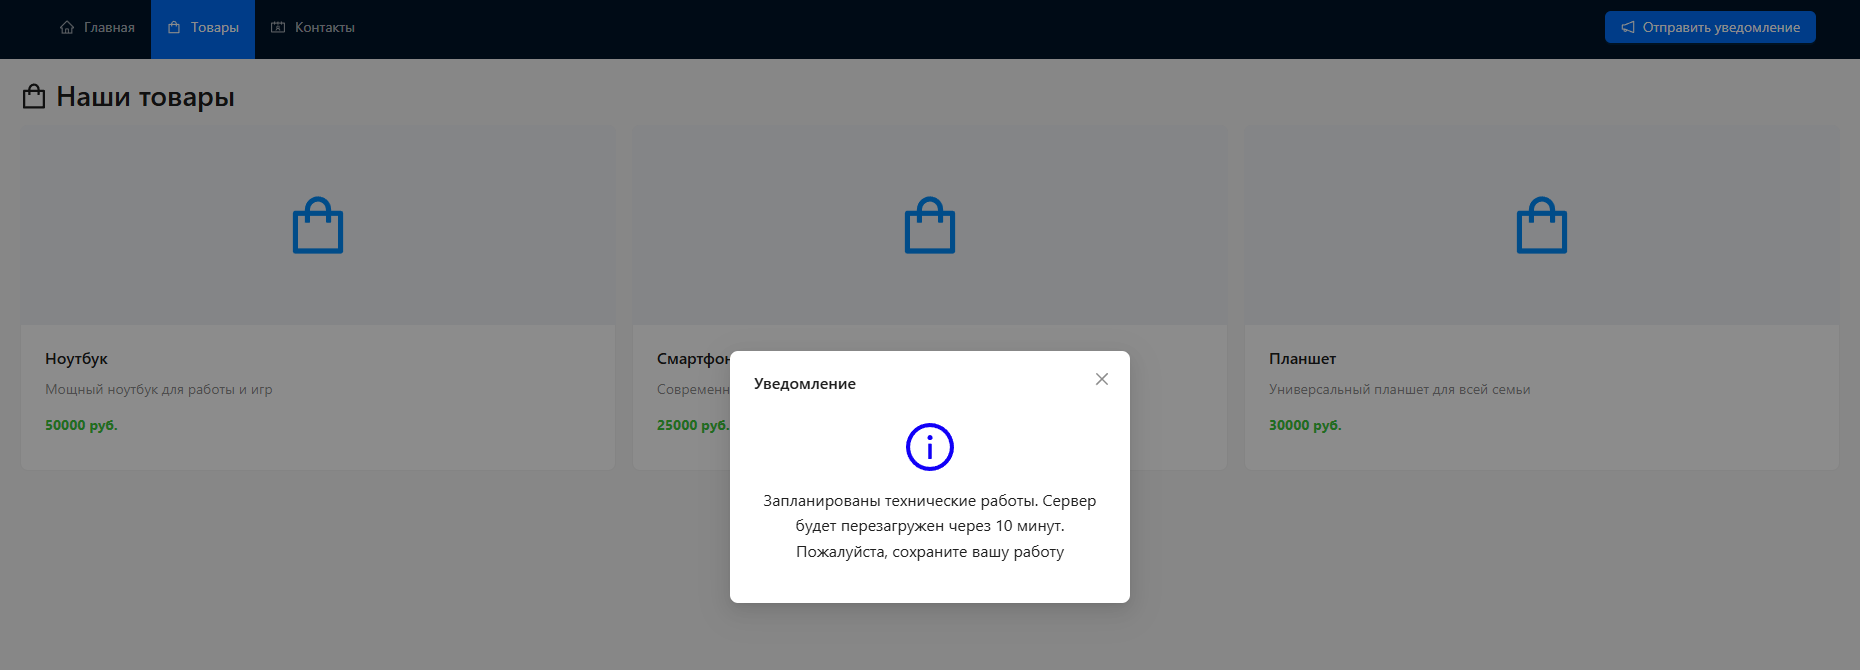 Главная
Товары
Контакты
Отправить уведомление
Наши товары
Ноутбук
Мощный ноутбук для работы и игр
50000 руб.
Смартфон
25000 руб.
Планшет
Универсальный планшет для всей семьи
30000 руб.
Уведомление
Запланированы технические работы. Сервер
будет перезагружен через 10 минут.
Пожалуйста, сохраните вашу работу